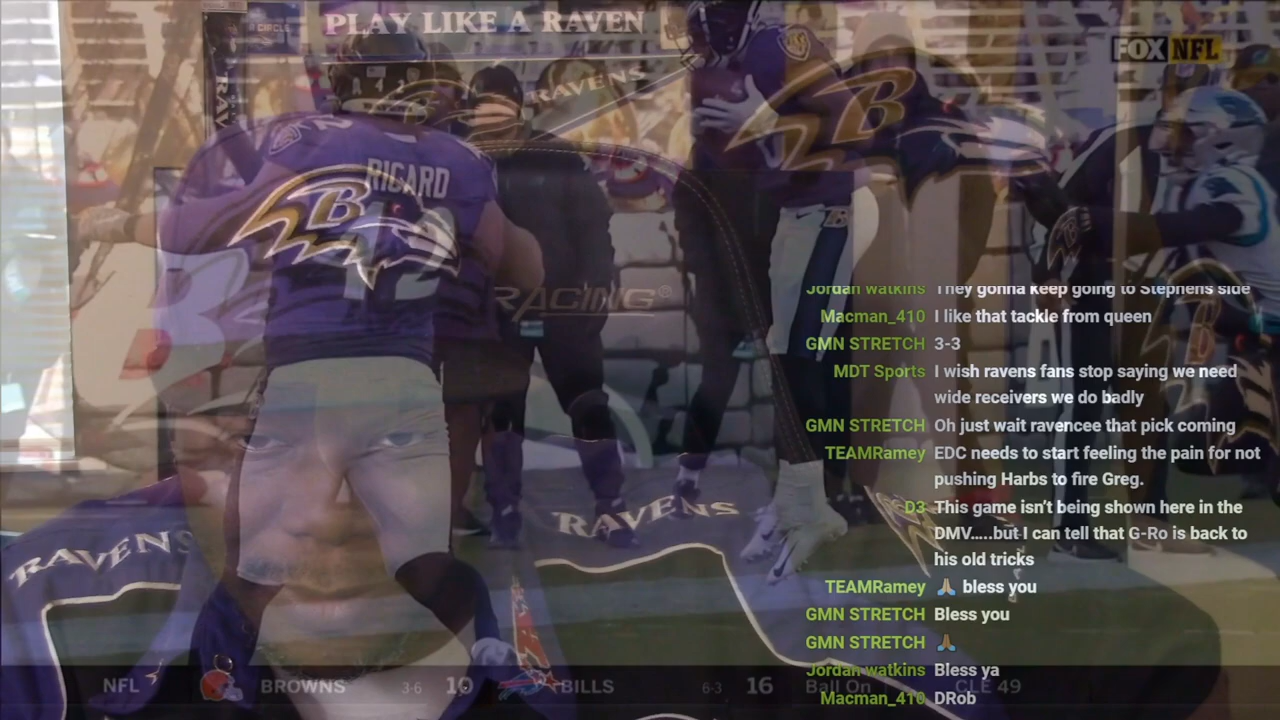 PLAY LIKE A RAVEN
CIRCLE
FOX NFL
RAV
RAVENS
RICARD
42
B
B
RACING®
Jordan watkins They gonna keep going to Stephens side
Macman_410 I like that tackle from queen
GMN STRETCH 3-3
MDT Sports I wish ravens fans stop saying we need
wide receivers we do badly
GMN STRETCH Oh just wait ravencee that pick coming
TEAMRamey EDC needs to start feeling the pain for not
pushing Harbs to fire Greg.
D3 This game isn’t being shown here in the
DMV…..but I can tell that G-Ro is back to
his old tricks
TEAMRamey 🙏🏽 bless you
GMN STRETCH Bless you
GMN STRETCH 🙏🏽
Jordan watkins Bless ya
Macman_410 DRob
RAVENS
RAVENS
NFL BROWNS 3-6 10 BILLS 6-3 16 Ball On CLE 49